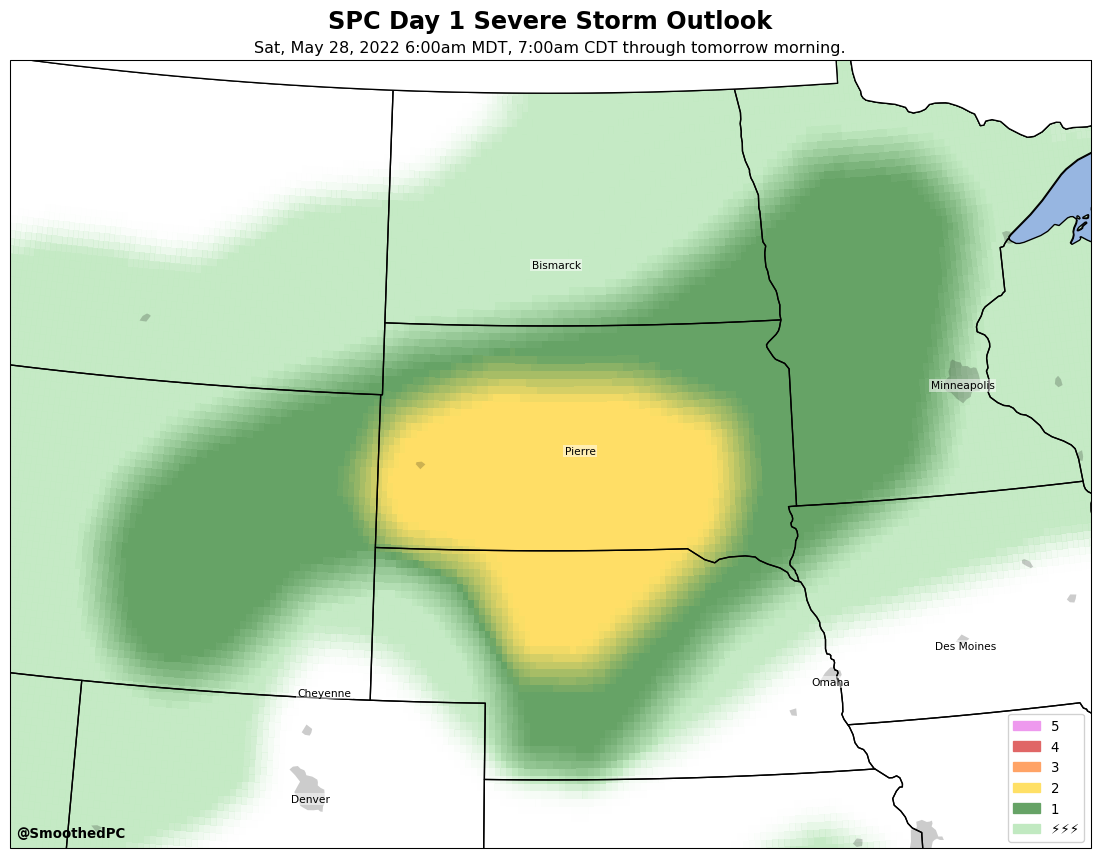 SPC Day 1 Severe Storm Outlook
Sat, May 28, 2022 6:00am MDT, 7:00am CDT through tomorrow morning.
Bismarck
Minneapolis
Pierre
Des Moines
Omaha
Cheyenne
Denver
5
4
3
2
1
⚡⚡⚡
@SmoothedPC